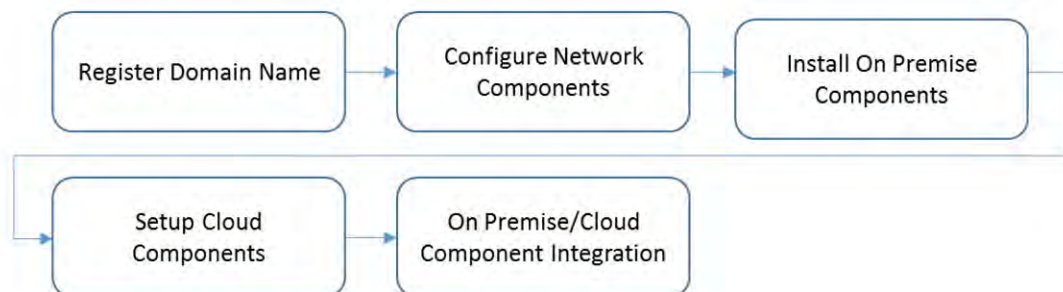 Register Domain Name
Configure Network
Components
Install On Premise
Components
Setup Cloud
Components
On Premise/Cloud
Component Integration